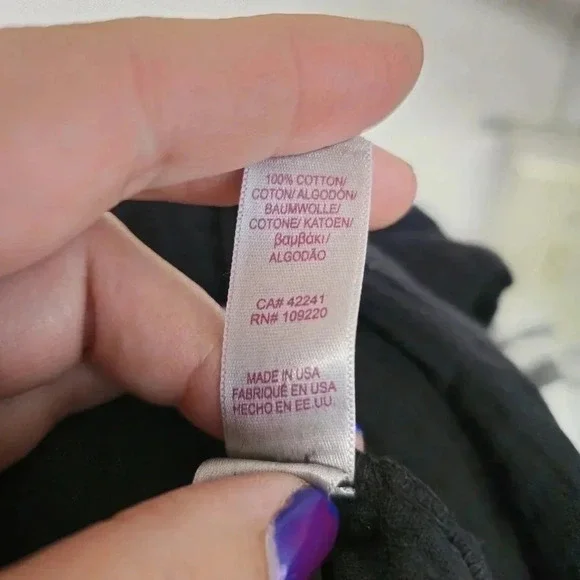 100% COTTON/
COTON/ALGODÓN/
BAUMWOLLE/
COTONE/KATOEN/
βαμβάκι/
ALGODÃO
CA# 42241
RN# 109220
MADE IN USA
FABRIQUÉ EN USA
HECHO EN EE.UU.